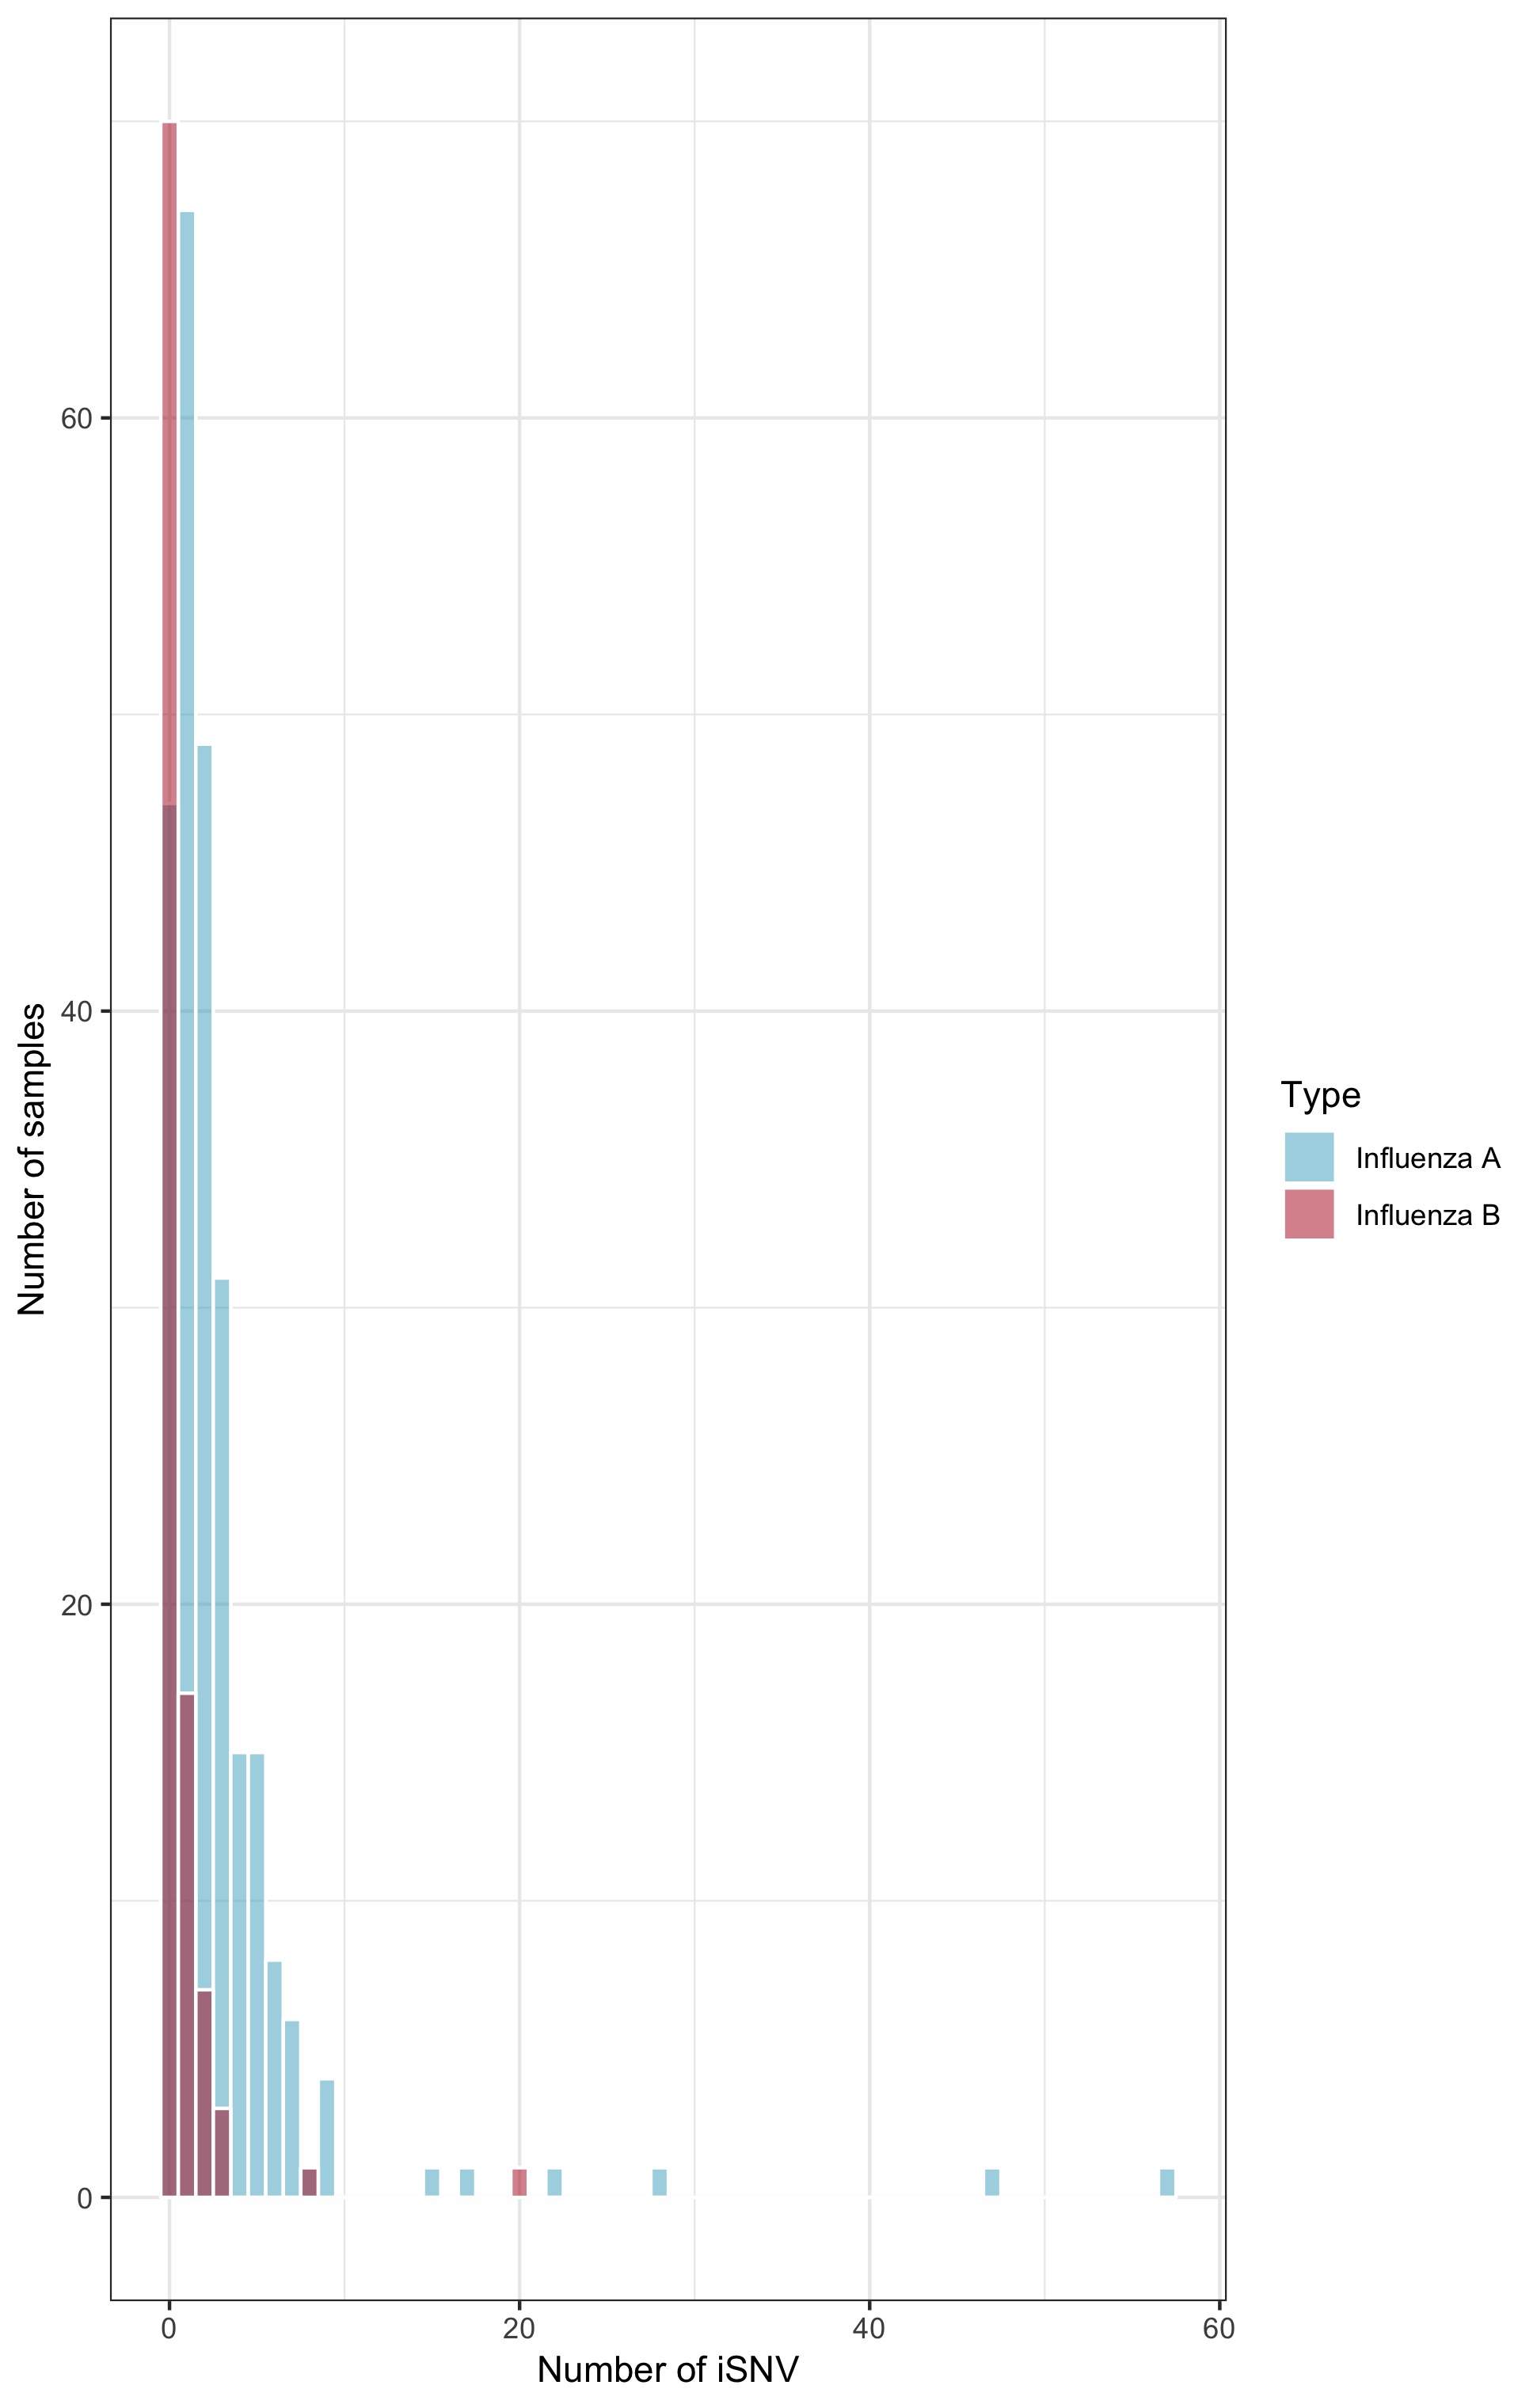 Number of samples
60
40
20
0
0 20 40 60
Number of iSNV
Type
Influenza A
Influenza B